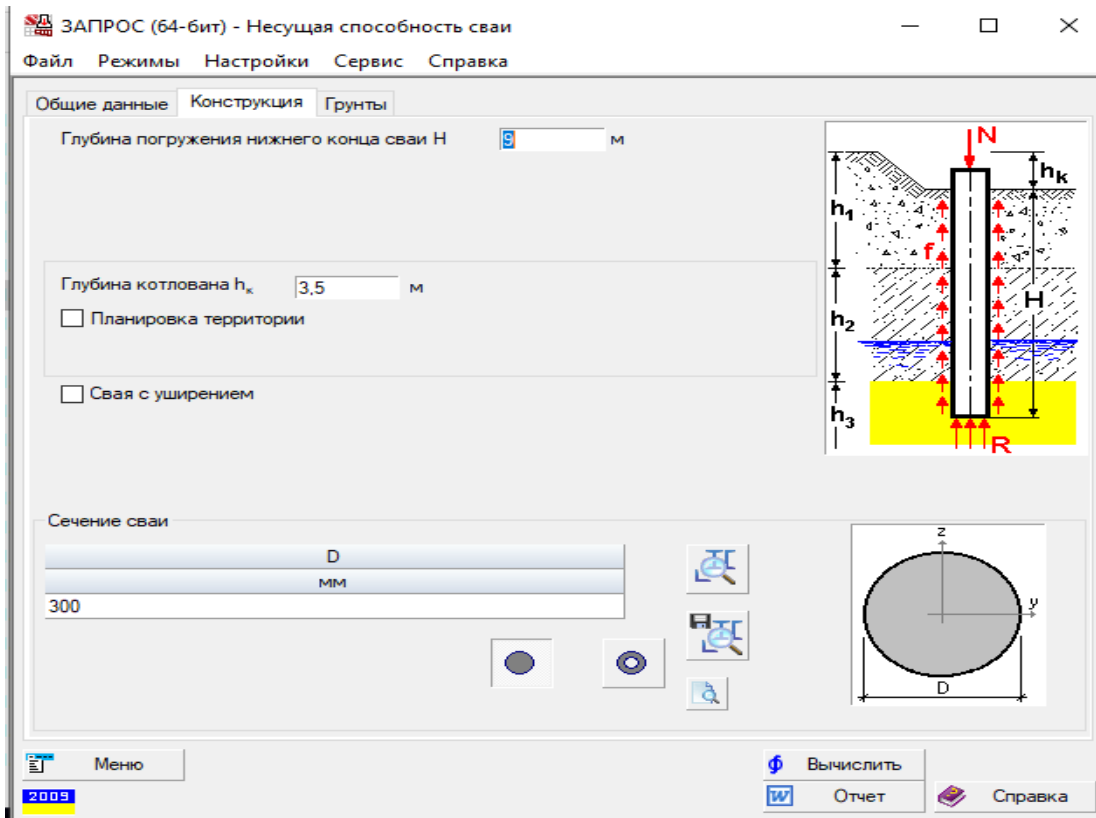 ЗАПРОС (64-бит) - Несущая способность сваи
Файл Режимы Настройки Сервис Справка
Общие данные Конструкция Грунты
Глубина погружения нижнего конца сваи H 9 м
N
hk
h1
f
Глубина котлована hк 3,5 м
H
Планировка территории
h2
Свая с уширением
h3
R
Сечение сваи
D
мм
300
z
y
D
Меню
Вычислить
2009
Отчет
Справка